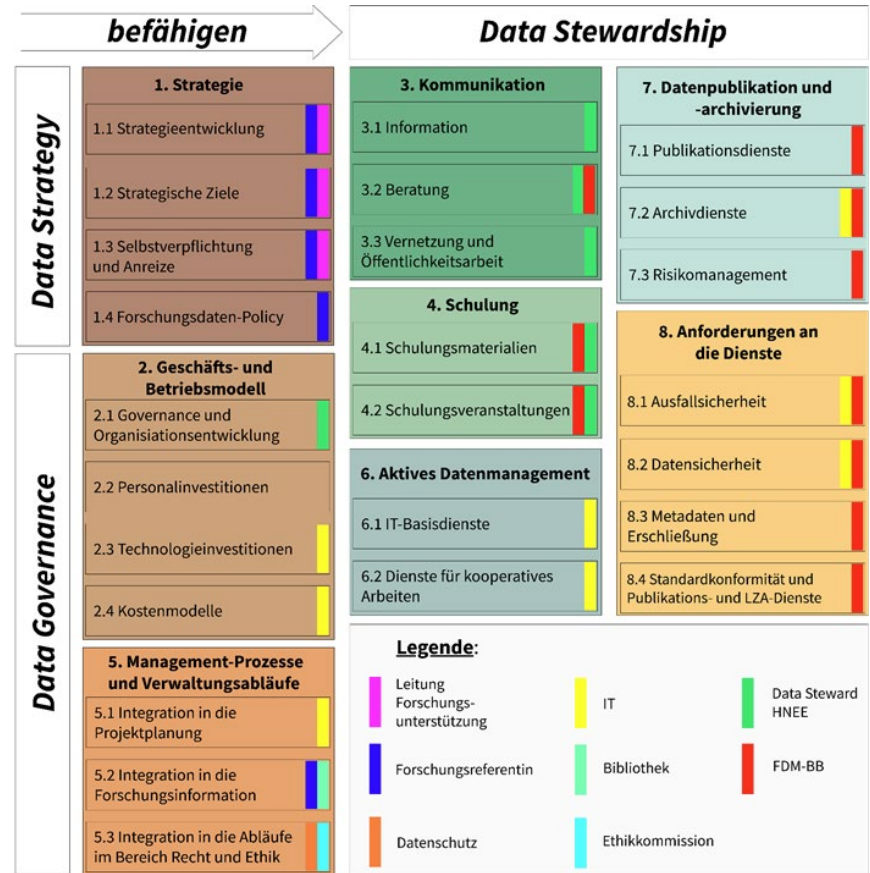 befähigen
Data Stewardship
Data Strategy
1. Strategie
1.1 Strategieentwicklung
1.2 Strategische Ziele
1.3 Selbstverpflichtung
und Anreize
1.4 Forschungsdaten-Policy
Data Governance
2. Geschäfts- und
Betriebsmodell
2.1 Governance und
Organisiationsentwicklung
2.2 Personalinvestitionen
2.3 Technologieinvestitionen
2.4 Kostenmodelle
5. Management-Prozesse
und Verwaltungsabläufe
5.1 Integration in die
Projektplanung
5.2 Integration in die
Forschungsinformation
5.3 Integration in die Abläufe
im Bereich Recht und Ethik
3. Kommunikation
3.1 Information
3.2 Beratung
3.3 Vernetzung und
Öffentlichkeitsarbeit
4. Schulung
4.1 Schulungsmaterialien
4.2 Schulungsveranstaltungen
6. Aktives Datenmanagement
6.1 IT-Basisdienste
6.2 Dienste für kooperatives
Arbeiten
7. Datenpublikation und
-archivierung
7.1 Publikationsdienste
7.2 Archivdienste
7.3 Risikomanagement
8. Anforderungen an
die Dienste
8.1 Ausfallsicherheit
8.2 Datensicherheit
8.3 Metadaten und
Erschließung
8.4 Standardkonformität und
Publikations- und LZA-Dienste
Legende:
Leitung
Forschungs-
unterstützung
IT
Data Steward
HNEE
Forschungsreferentin
Bibliothek
FDM-BB
Datenschutz
Ethikkommission